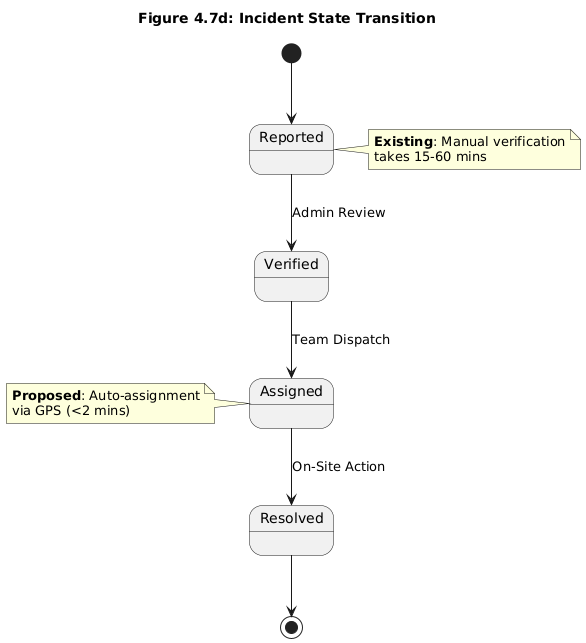 Figure 4.7d: Incident State Transition
Reported
Existing: Manual verification
takes 15-60 mins
Admin Review
Verified
Team Dispatch
Assigned
Proposed: Auto-assignment
via GPS (<2 mins)
On-Site Action
Resolved